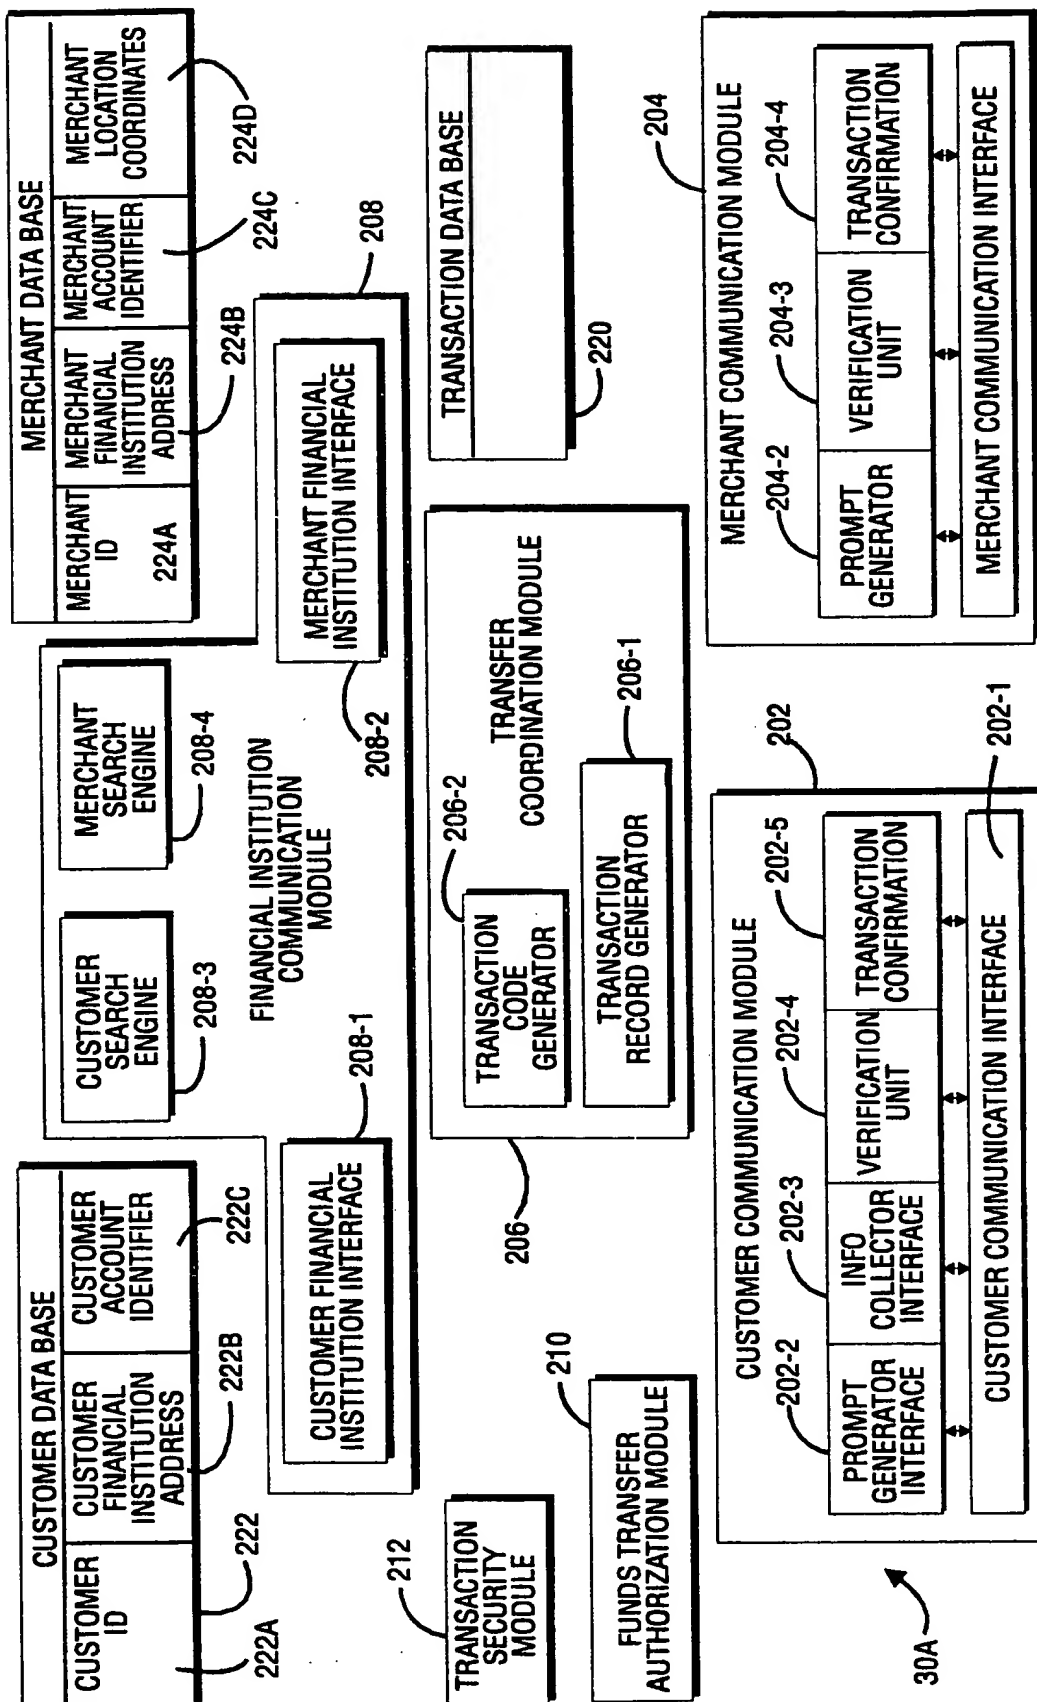 CUSTOMER DATA BASE
CUSTOMER
ID
CUSTOMER
FINANCIAL
INSTITUTION
ADDRESS
CUSTOMER
ACCOUNT
IDENTIFIER
222A
222
222B
222C
CUSTOMER
SEARCH
ENGINE
208-3
MERCHANT
SEARCH
ENGINE
208-4
FINANCIAL INSTITUTION
COMMUNICATION
MODULE
CUSTOMER FINANCIAL
INSTITUTION INTERFACE
208-1
MERCHANT FINANCIAL
INSTITUTION INTERFACE
208-2
208
MERCHANT DATA BASE
MERCHANT
ID
224A
MERCHANT
FINANCIAL
INSTITUTION
ADDRESS
MERCHANT
ACCOUNT
IDENTIFIER
MERCHANT
LOCATION
COORDINATES
224B
224C
224D
TRANSACTION
SECURITY
MODULE
212
FUNDS TRANSFER
AUTHORIZATION MODULE
210
TRANSFER
COORDINATION MODULE
TRANSACTION
CODE
GENERATOR
206-2
TRANSACTION
RECORD GENERATOR
206-1
206
TRANSACTION DATA BASE
220
CUSTOMER COMMUNICATION MODULE
202
202-2
202-3
202-4
202-5
PROMPT
GENERATOR
INTERFACE
INFO
COLLECTOR
INTERFACE
VERIFICATION
UNIT
TRANSACTION
CONFIRMATION
CUSTOMER COMMUNICATION INTERFACE
202-1
MERCHANT COMMUNICATION MODULE
204
204-2
204-3
204-4
PROMPT
GENERATOR
VERIFICATION
UNIT
TRANSACTION
CONFIRMATION
MERCHANT COMMUNICATION INTERFACE
30A